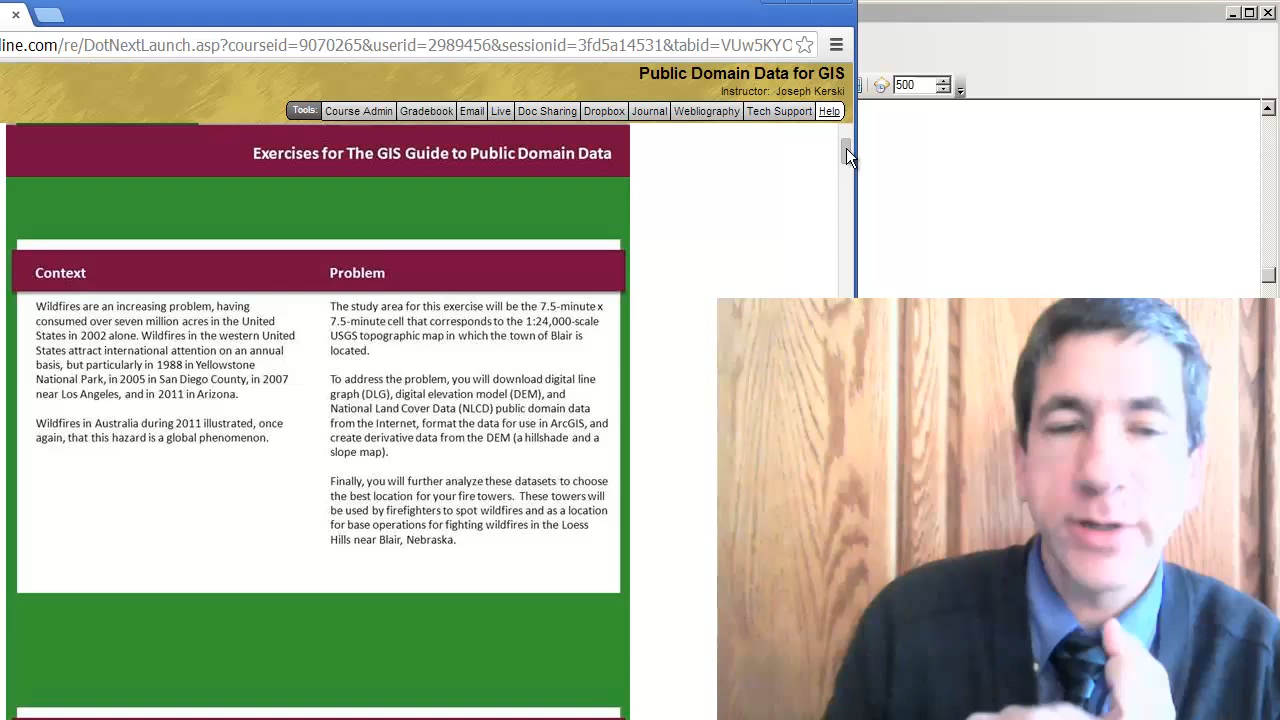 line.com/re/DotNextLaunch.asp?courseid=9070265&userid=2989456&sessionid=3fd5a14531&tabid=VUw5KYC
Public Domain Data for GIS
Instructor: Joseph Kerski
Tools: Course Admin Gradebook Email Live Doc Sharing Dropbox Journal Webliography Tech Support Help
500
Exercises for The GIS Guide to Public Domain Data
Context
Wildfires are an increasing problem, having
consumed over seven million acres in the United
States in 2002 alone. Wildfires in the western United
States attract international attention on an annual
basis, but particularly in 1988 in Yellowstone
National Park, in 2005 in San Diego County, in 2007
near Los Angeles, and in 2011 in Arizona.
Wildfires in Australia during 2011 illustrated, once
again, that this hazard is a global phenomenon.
Problem
The study area for this exercise will be the 7.5-minute x
7.5-minute cell that corresponds to the 1:24,000-scale
USGS topographic map in which the town of Blair is
located.
To address the problem, you will download digital line
graph (DLG), digital elevation model (DEM), and
National Land Cover Data (NLCD) public domain data
from the Internet, format the data for use in ArcGIS, and
create derivative data from the DEM (a hillshade and a
slope map).
Finally, you will further analyze these datasets to choose
the best location for your fire towers. These towers will
be used by firefighters to spot wildfires and as a location
for base operations for fighting wildfires in the Loess
Hills near Blair, Nebraska.